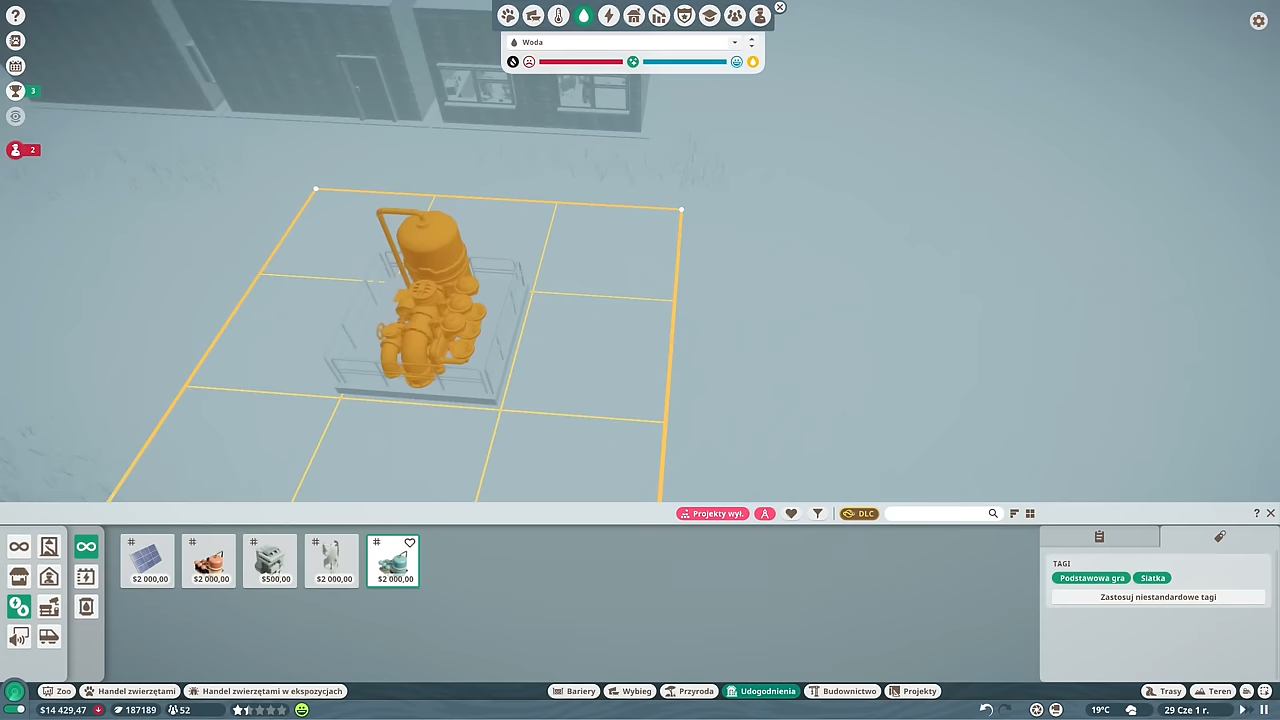 ?
Woda
3
2
Projekty wył.
A
DLC
? ×
$2 000,00
$2 000,00
$500,00
$2 000,00
$2 000,00
TAGI
Podstawowa gra
Siatka
Zastosuj niestandardowe tagi
Zoo
Handel zwierzętami
Handel zwierzętami w ekspozycjach
Bariery
Wybieg
Przyroda
Udogodnienia
Budownictwo
Projekty
Trasy
Teren
$14 429,47
187189
52
19°C
29 Cze 1 r.